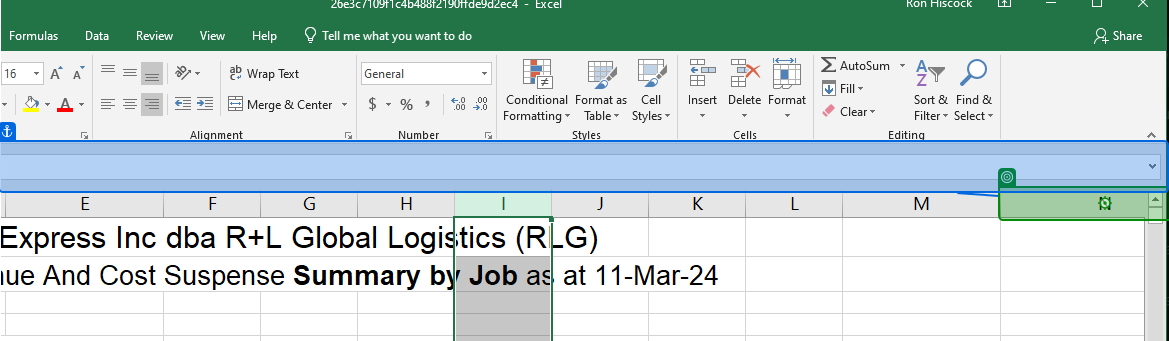 26e3c7109f1c4b488f2190ffde9d2ec4 - Excel
Ron Hiscock
Formulas Data Review View Help Tell me what you want to do Share
16 A A ab Wrap Text General AutoSum
Fill
Clear
Merge & Center $ % , .0 .00
Conditional Formatting Format as Table Cell Styles Insert Delete Format Sort & Filter Find & Select
Alignment Number Styles Cells Editing
E F G H I J K L M N
Express Inc dba R+L Global Logistics (RLG)
And Cost Suspense Summary by Job as at 11-Mar-24